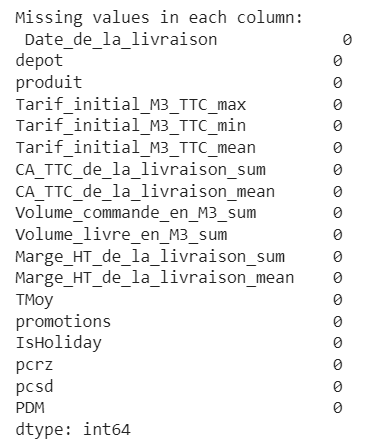 Missing values in each column:
Date_de_la_livraison 0
depot 0
produit 0
Tarif_initial_M3_TTC_max 0
Tarif_initial_M3_TTC_min 0
Tarif_initial_M3_TTC_mean 0
CA_TTC_de_la_livraison_sum 0
CA_TTC_de_la_livraison_mean 0
Volume_commande_en_M3_sum 0
Volume_livre_en_M3_sum 0
Marge_HT_de_la_livraison_sum 0
Marge_HT_de_la_livraison_mean 0
TMoy 0
promotions 0
IsHoliday 0
pcrz 0
pcsd 0
PDM 0
dtype: int64